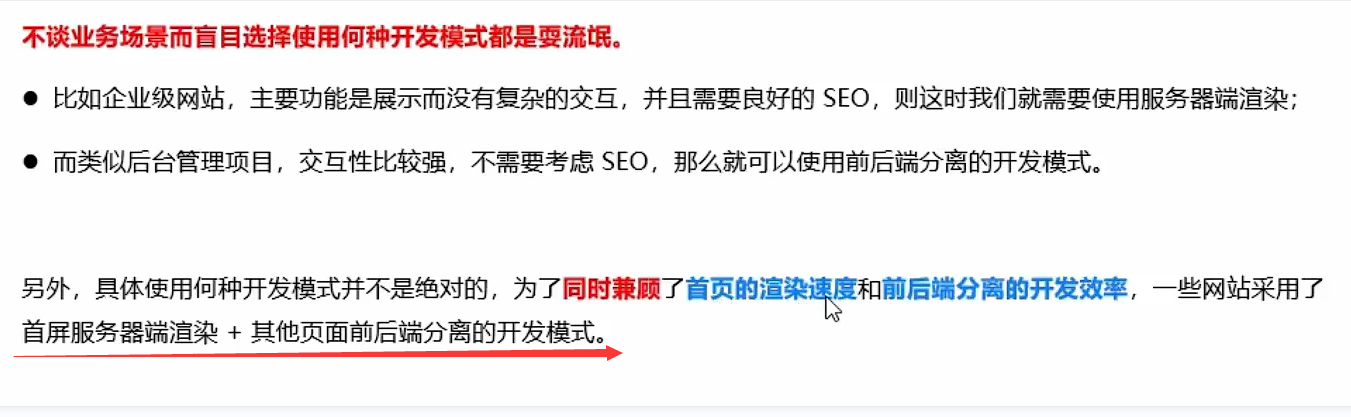 不谈业务场景而盲目选择使用何种开发模式都是耍流氓。
● 比如企业级网站，主要功能是展示而没有复杂的交互，并且需要良好的 SEO，则这时我们就需要使用服务器端渲染；
● 而类似后台管理项目，交互性比较强，不需要考虑 SEO，那么就可以使用前后端分离的开发模式。
另外，具体使用何种开发模式并不是绝对的，为了同时兼顾了首页的渲染速度和前后端分离的开发效率，一些网站采用了
首屏服务器端渲染 + 其他页面前后端分离的开发模式。